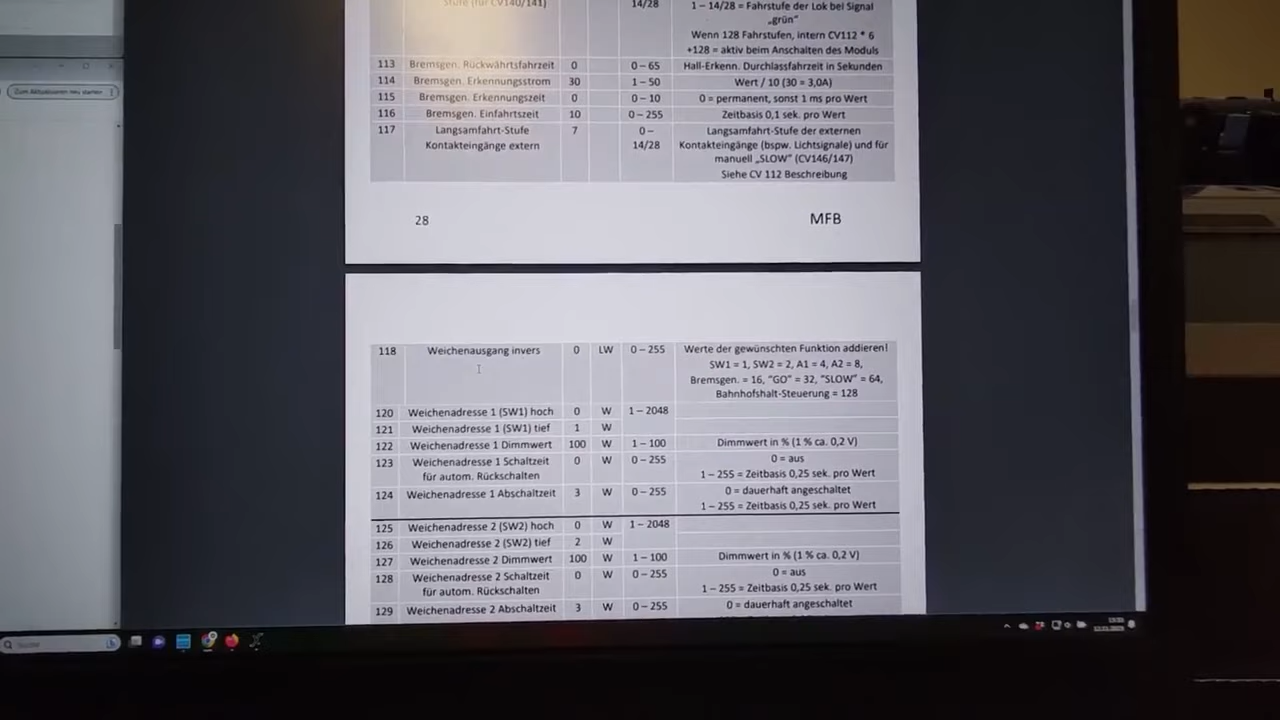 Stufe (für CV140/141) 14/28 1 – 14/28 = Fahrstufe der Lok bei Signal
„grün“
Wenn 128 Fahrstufen, intern CV112 * 6
+128 = aktiv beim Anschalten des Moduls
113 Bremsgen. Rückwährtsfahrzeit 0 0 – 65 Hall-Erkenn. Durchlassfahrzeit in Sekunden
114 Bremsgen. Erkennungsstrom 30 1 – 50 Wert / 10 (30 = 3,0A)
115 Bremsgen. Erkennungszeit 0 0 – 10 0 = permanent, sonst 1 ms pro Wert
116 Bremsgen. Einfahrtszeit 10 0 – 255 Zeitbasis 0,1 sek. pro Wert
117 Langsamfahrt-Stufe 7 0 – Langsamfahrt-Stufe der externen
Kontakteingänge extern 14/28 Kontakteingänge (bspw. Lichtsignale) und für
manuell „SLOW“ (CV146/147)
Siehe CV 112 Beschreibung
28 MFB
118 Weichenausgang invers 0 LW 0 – 255 Werte der gewünschten Funktion addieren!
SW1 = 1, SW2 = 2, A1 = 4, A2 = 8,
Bremsgen. = 16, "GO" = 32, "SLOW" = 64,
Bahnhofshalt-Steuerung = 128
120 Weichenadresse 1 (SW1) hoch 0 W 1 – 2048
121 Weichenadresse 1 (SW1) tief 1 W
122 Weichenadresse 1 Dimmwert 100 W 1 – 100 Dimmwert in % (1 % ca. 0,2 V)
123 Weichenadresse 1 Schaltzeit 0 W 0 – 255 0 = aus
für autom. Rückschalten 1 – 255 = Zeitbasis 0,25 sek. pro Wert
124 Weichenadresse 1 Abschaltzeit 3 W 0 – 255 0 = dauerhaft angeschaltet
1 – 255 = Zeitbasis 0,25 sek. pro Wert
125 Weichenadresse 2 (SW2) hoch 0 W 1 – 2048
126 Weichenadresse 2 (SW2) tief 2 W
127 Weichenadresse 2 Dimmwert 100 W 1 – 100 Dimmwert in % (1 % ca. 0,2 V)
128 Weichenadresse 2 Schaltzeit 0 W 0 – 255 0 = aus
für autom. Rückschalten 1 – 255 = Zeitbasis 0,25 sek. pro Wert
129 Weichenadresse 2 Abschaltzeit 3 W 0 – 255 0 = dauerhaft angeschaltet
Zum Aktualisieren neu starten
Suche